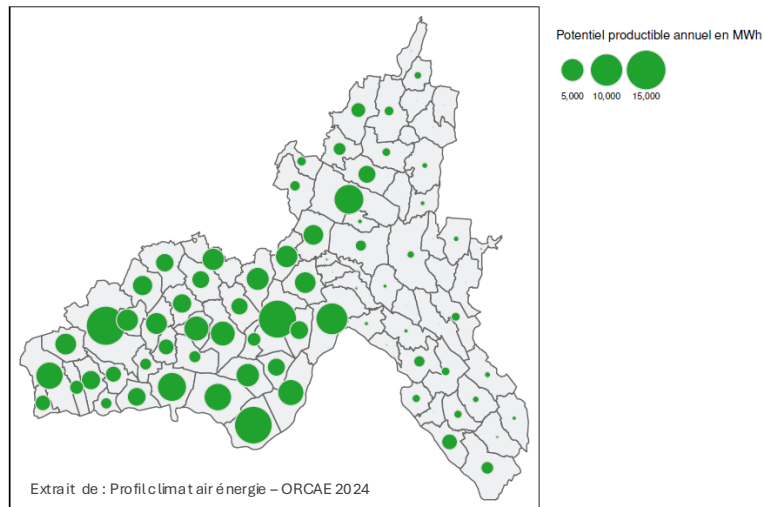 Potentiel productible annuel en MWh
5,000 10,000 15,000
Extrait de : Profil climat air énergie – ORCAE 2024